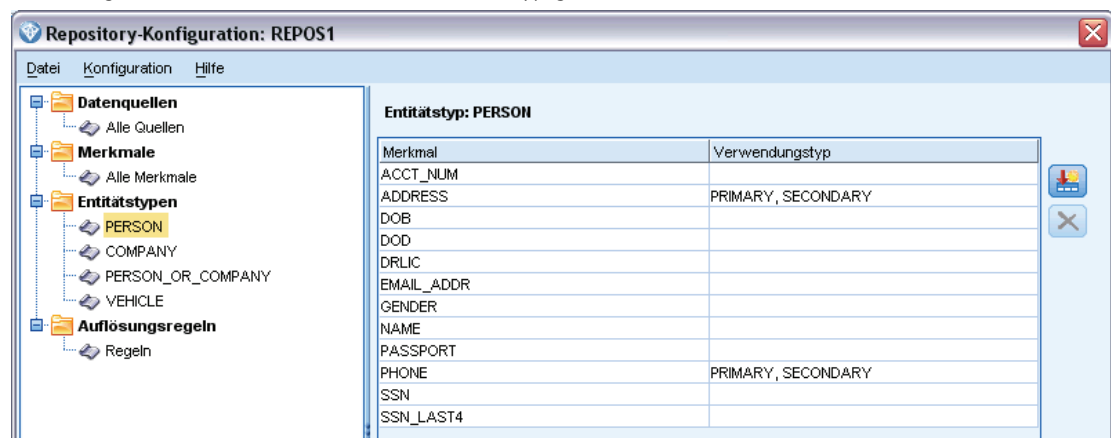 Repository-Konfiguration: REPOS1
Datei Konfiguration Hilfe
Datenquellen
Alle Quellen
Merkmale
Alle Merkmale
Entitätstypen
PERSON
COMPANY
PERSON_OR_COMPANY
VEHICLE
Auflösungsregeln
Regeln
Entitätstyp: PERSON
Merkmal Verwendungstyp
ACCT_NUM
ADDRESS PRIMARY, SECONDARY
DOB
DOD
DRLIC
EMAIL_ADDR
GENDER
NAME
PASSPORT
PHONE PRIMARY, SECONDARY
SSN
SSN_LAST4